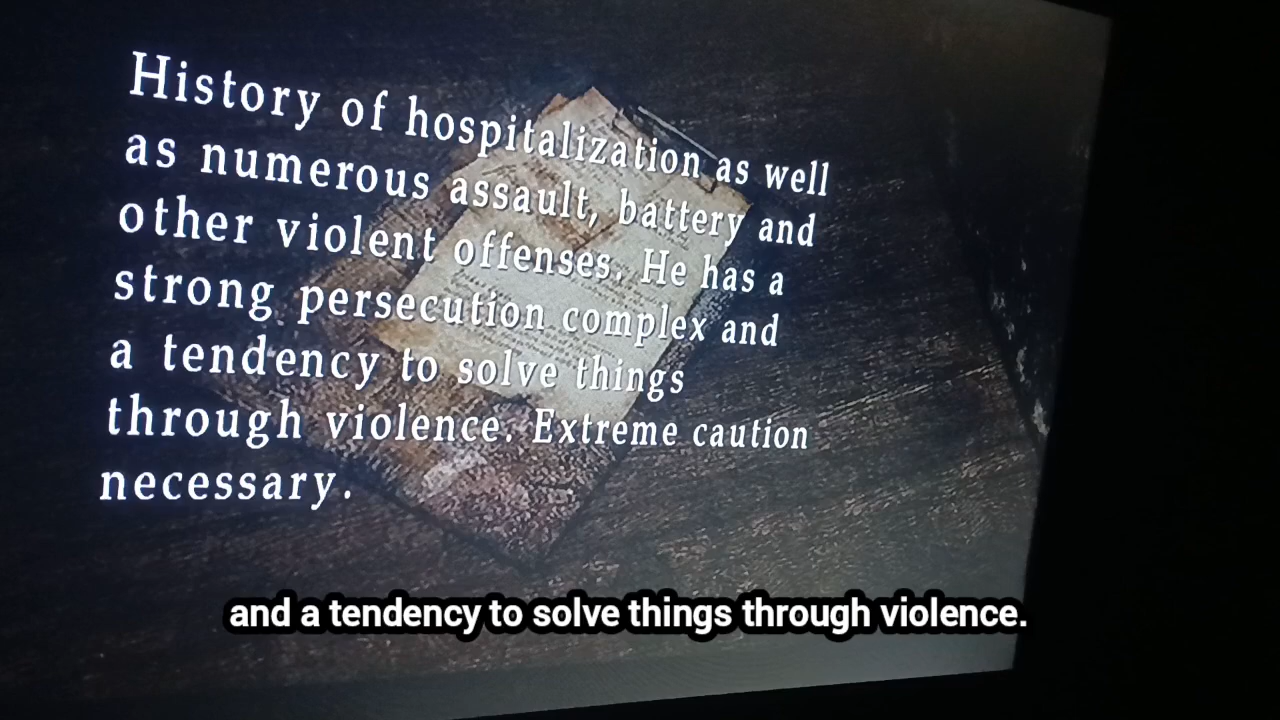 History of hospitalization as well
as numerous assault, battery and
other violent offenses. He has a
strong persecution complex and
a tendency to solve things
through violence. Extreme caution
necessary.
and a tendency to solve things through violence.